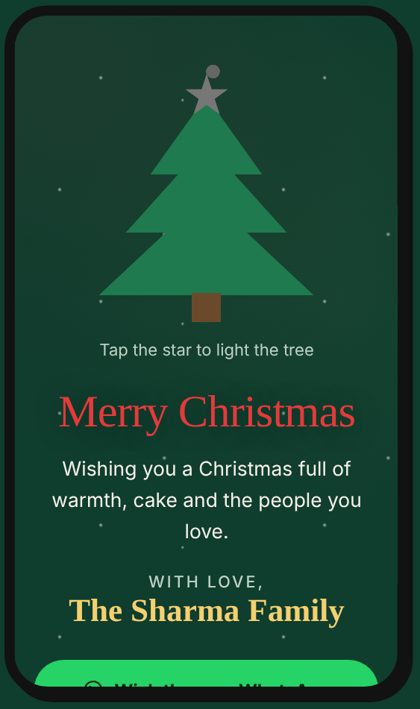 Tap the star to light the tree
Merry Christmas
Wishing you a Christmas full of
warmth, cake and the people you
love.
WITH LOVE,
The Sharma Family